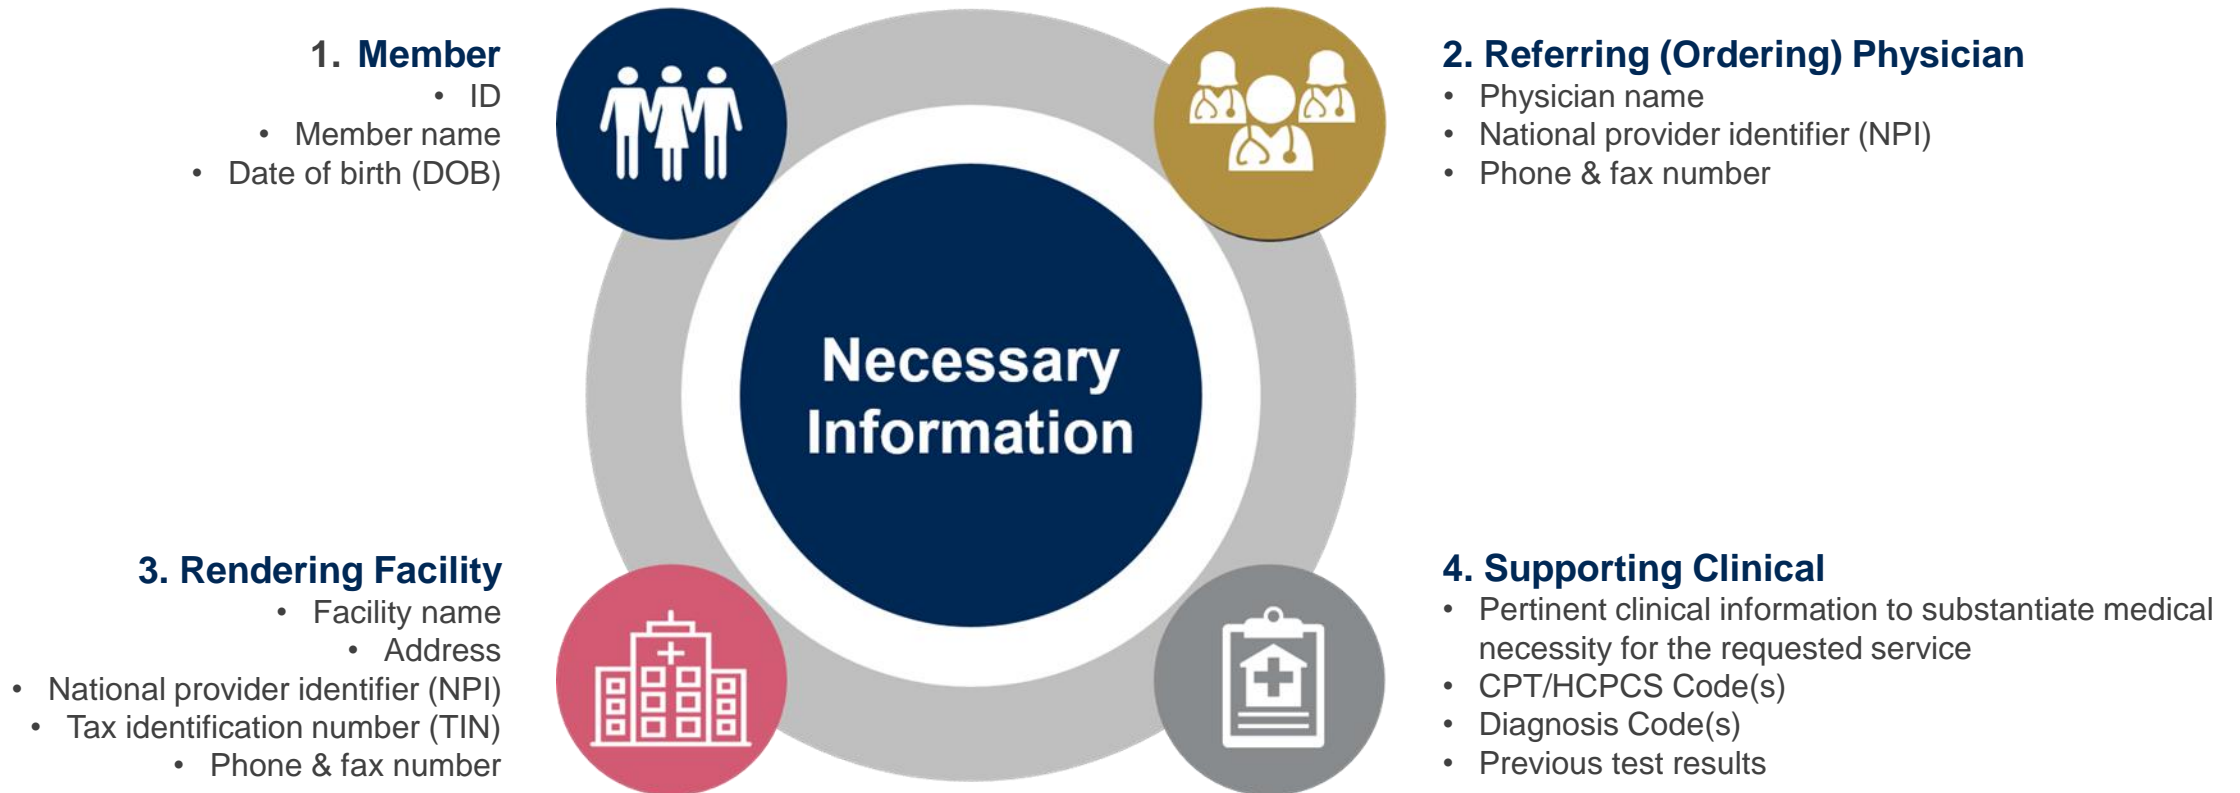 1. Member
• ID
• Member name
• Date of birth (DOB)
2. Referring (Ordering) Physician
• Physician name
• National provider identifier (NPI)
• Phone & fax number
Necessary
Information
3. Rendering Facility
• Facility name
• Address
• National provider identifier (NPI)
• Tax identification number (TIN)
• Phone & fax number
4. Supporting Clinical
• Pertinent clinical information to substantiate medical
necessity for the requested service
• CPT/HCPCS Code(s)
• Diagnosis Code(s)
• Previous test results